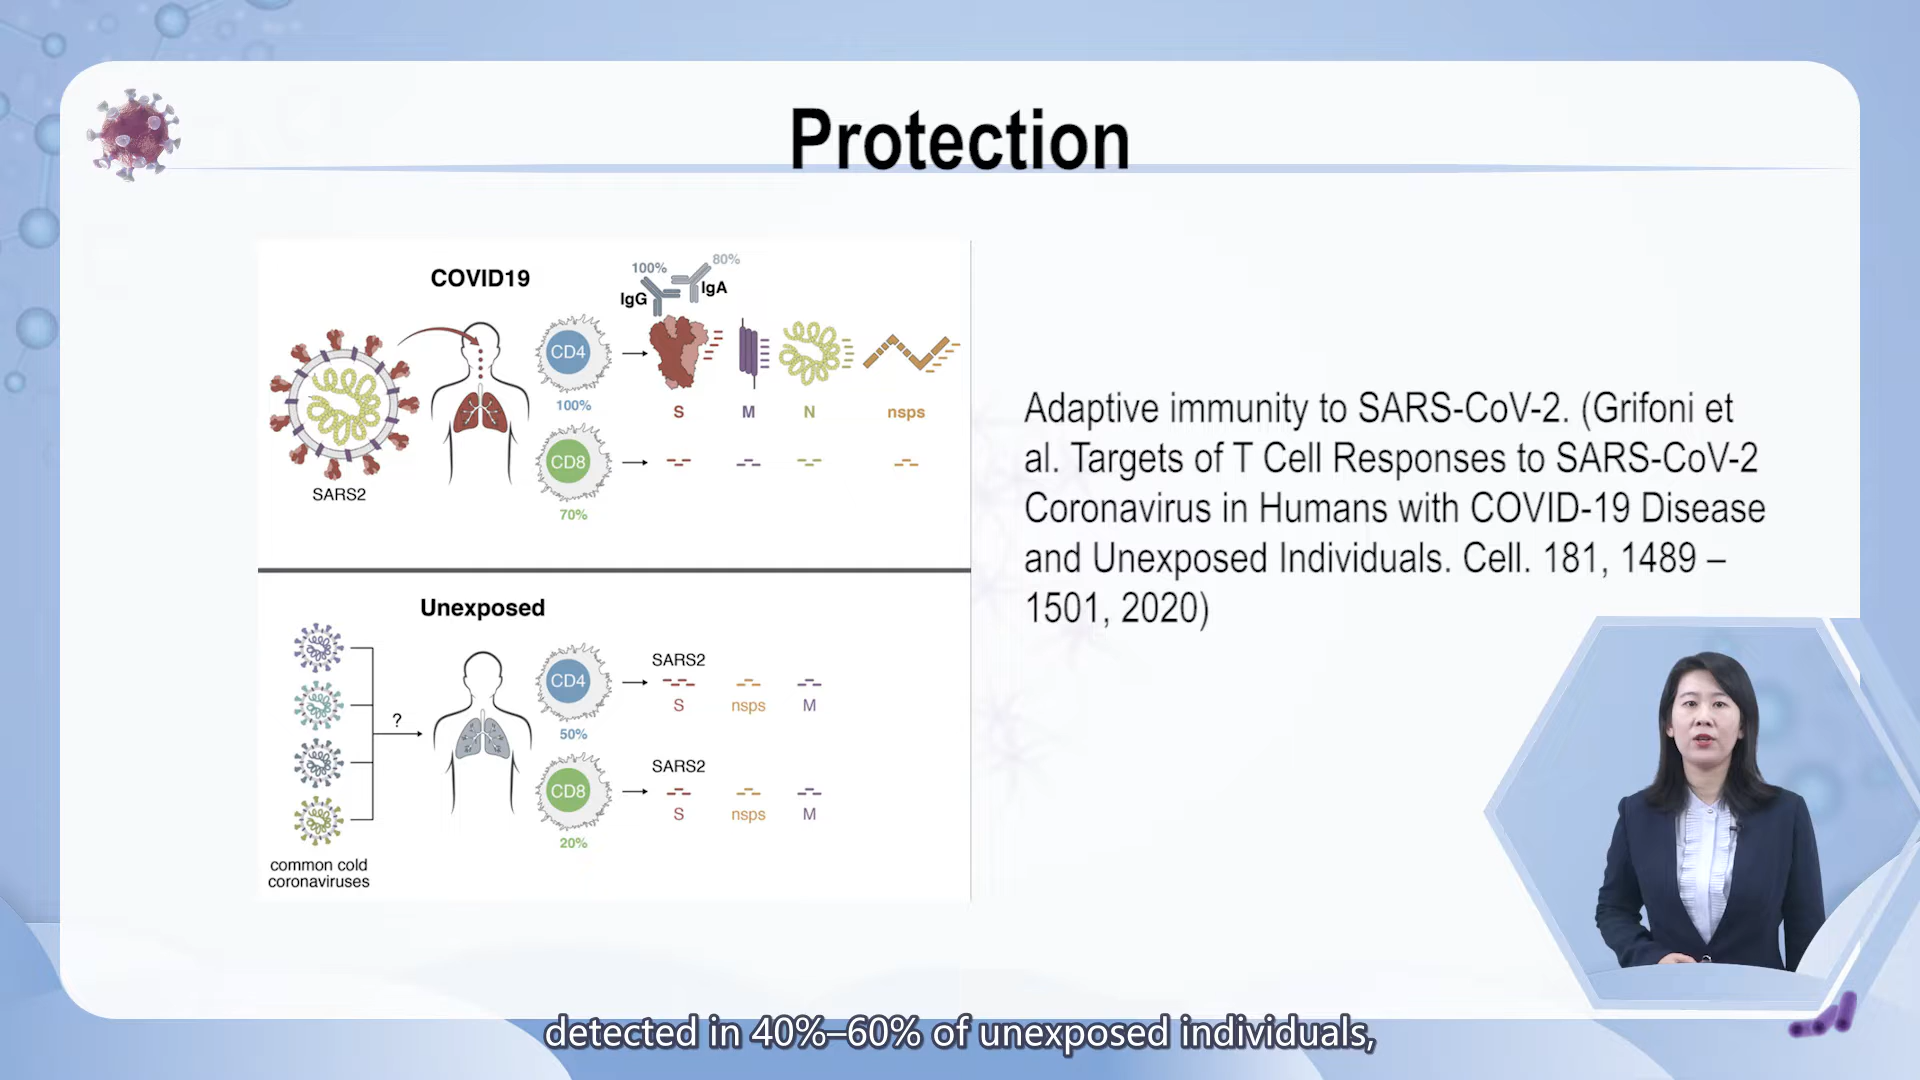 Protection
COVID19
100%
80%
IgG
IgA
CD4
100%
S
M
N
nsps
CD8
70%
SARS2
Unexposed
?
CD4
50%
SARS2
S
nsps
M
CD8
20%
SARS2
S
nsps
M
common cold
coronaviruses
Adaptive immunity to SARS-CoV-2. (Grifoni et
al. Targets of T Cell Responses to SARS-CoV-2
Coronavirus in Humans with COVID-19 Disease
and Unexposed Individuals. Cell. 181, 1489 –
1501, 2020)
detected in 40%–60% of unexposed individuals,